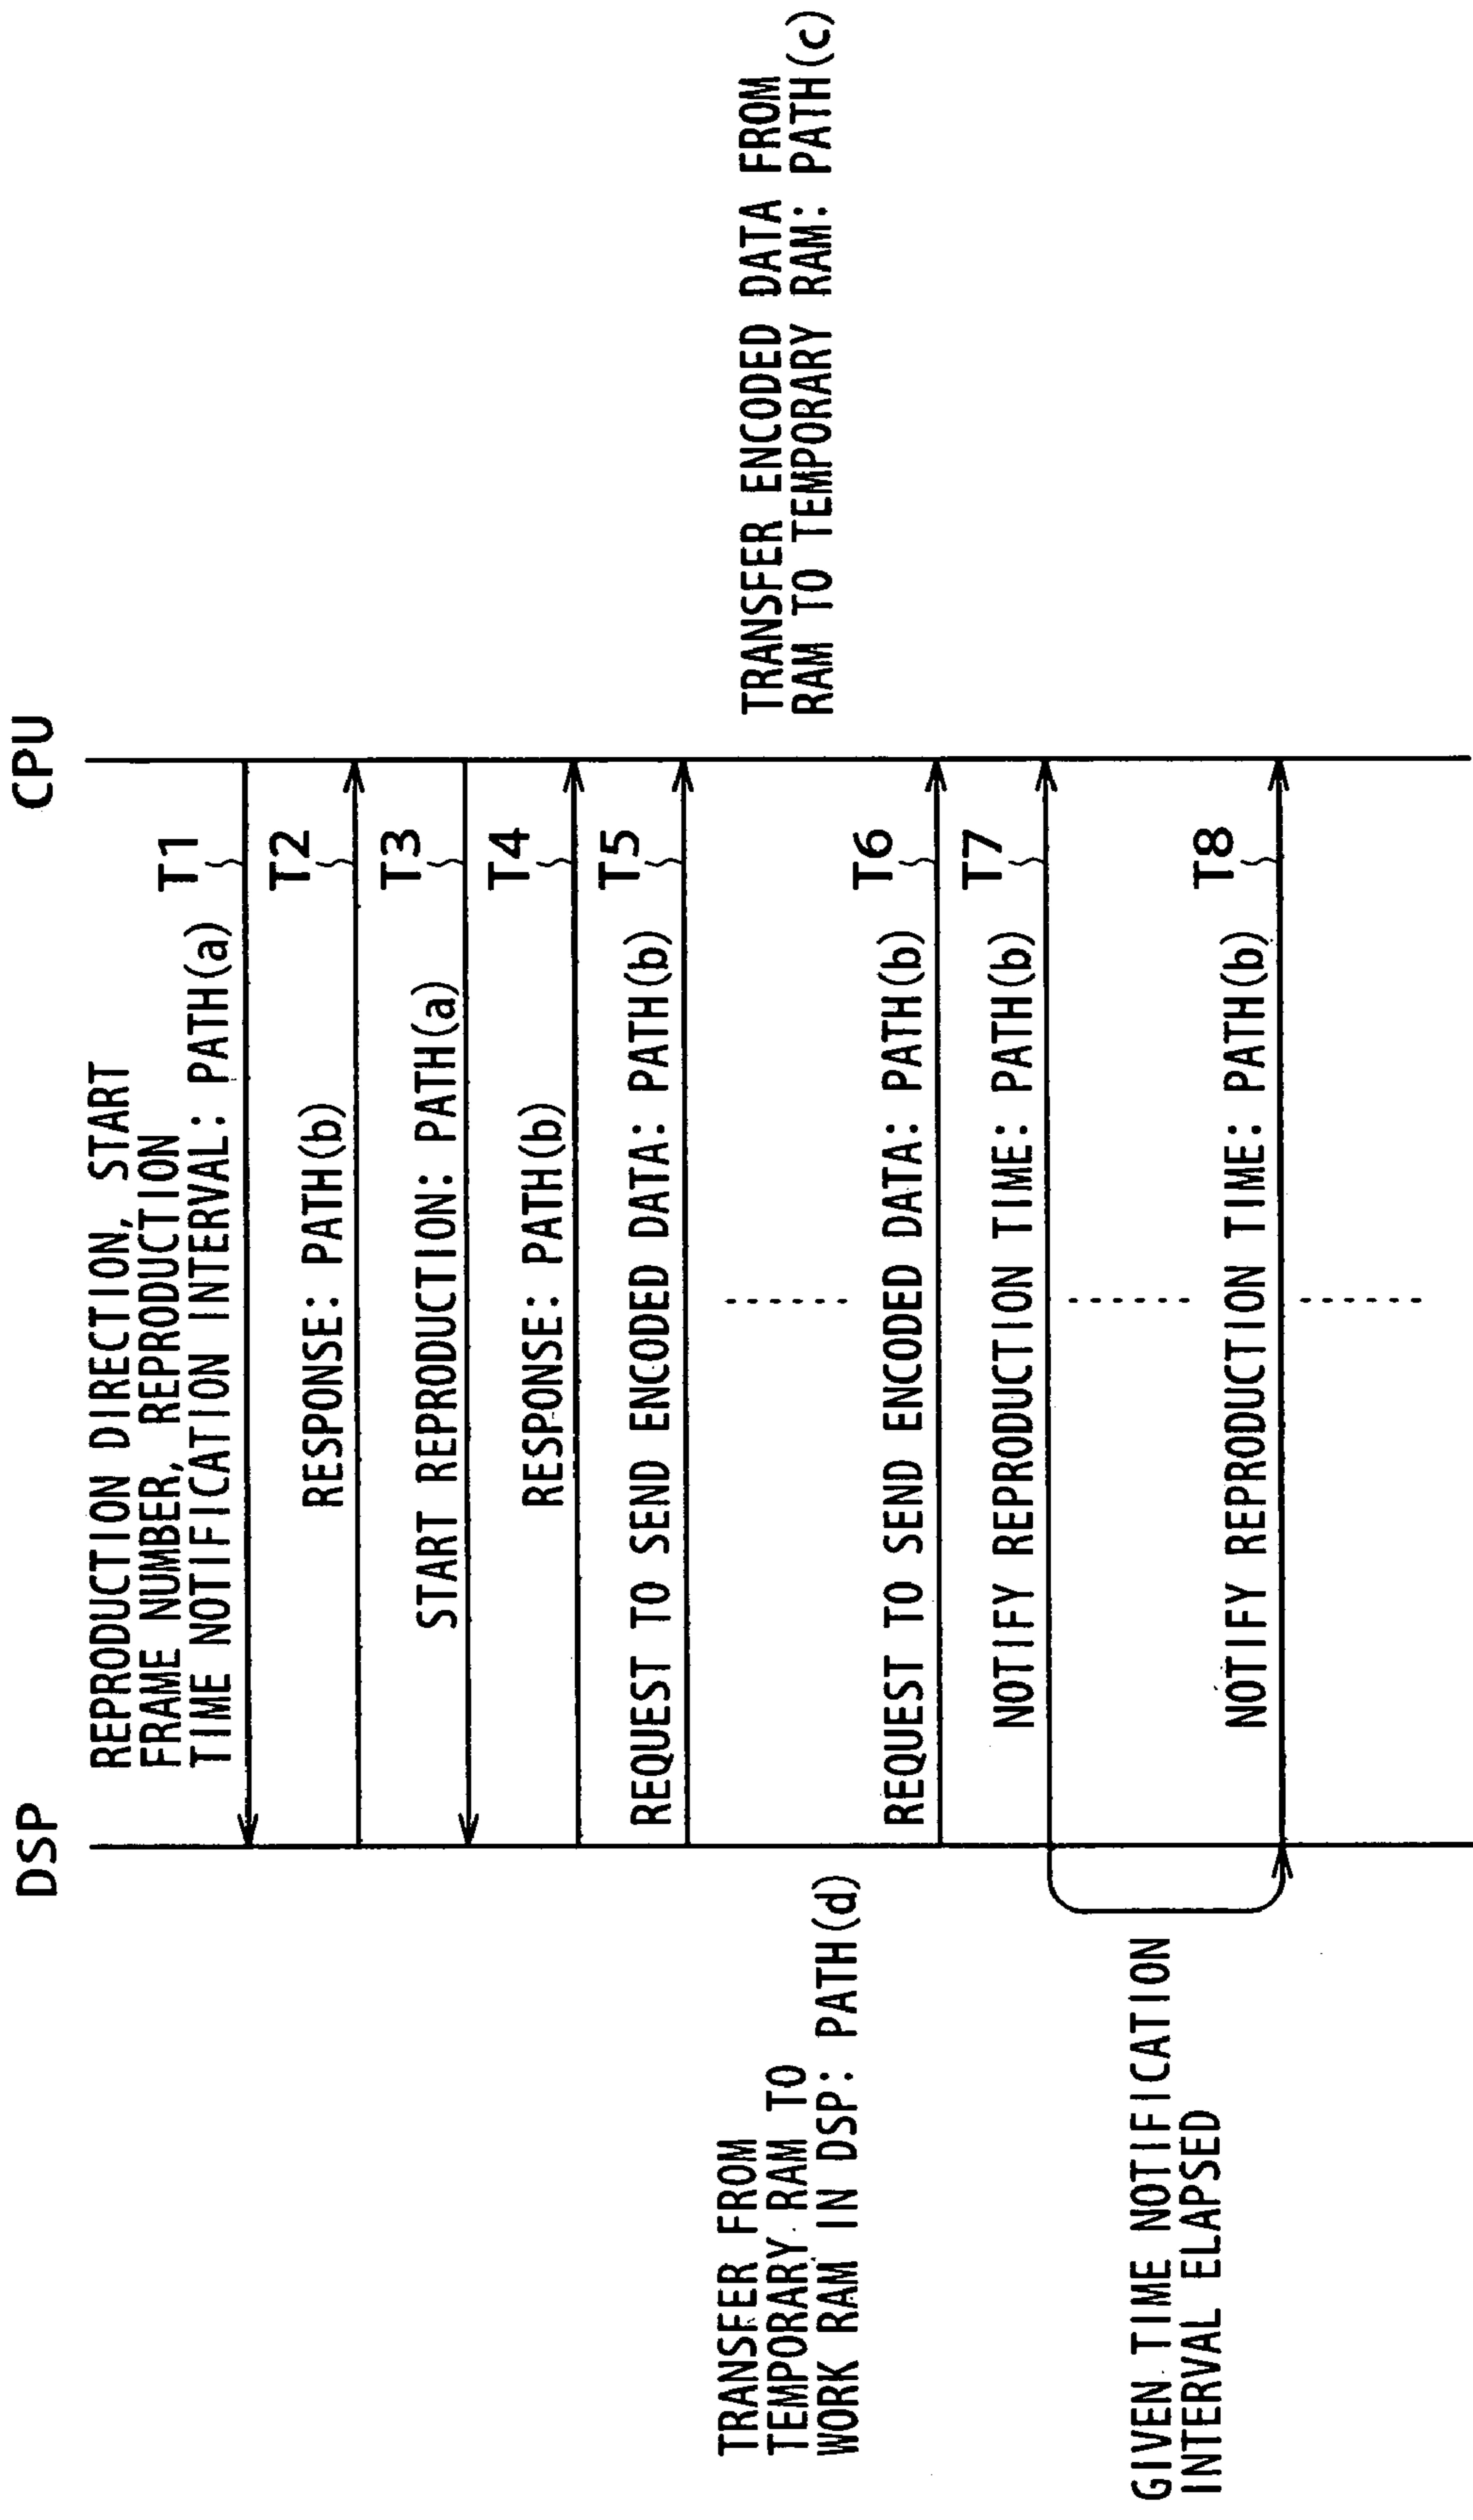 DSP
CPU
REPRODUCTION DIRECTION, START
FRAME NUMBER, REPRODUCTION
TIME NOTIFICATION INTERVAL: PATH(a)
T1
RESPONSE: PATH(b)
T2
START REPRODUCTION: PATH(a)
T3
RESPONSE: PATH(b)
T4
REQUEST TO SEND ENCODED DATA: PATH(b)
T5
TRANSFER FROM
TEMPORARY RAM TO
WORK RAM IN DSP: PATH(d)
TRANSFER ENCODED DATA FROM
RAM TO TEMPORARY RAM: PATH(c)
REQUEST TO SEND ENCODED DATA: PATH(b)
T6
NOTIFY REPRODUCTION TIME: PATH(b)
T7
GIVEN TIME NOTIFICATION
INTERVAL ELAPSED
NOTIFY REPRODUCTION TIME: PATH(b)
T8